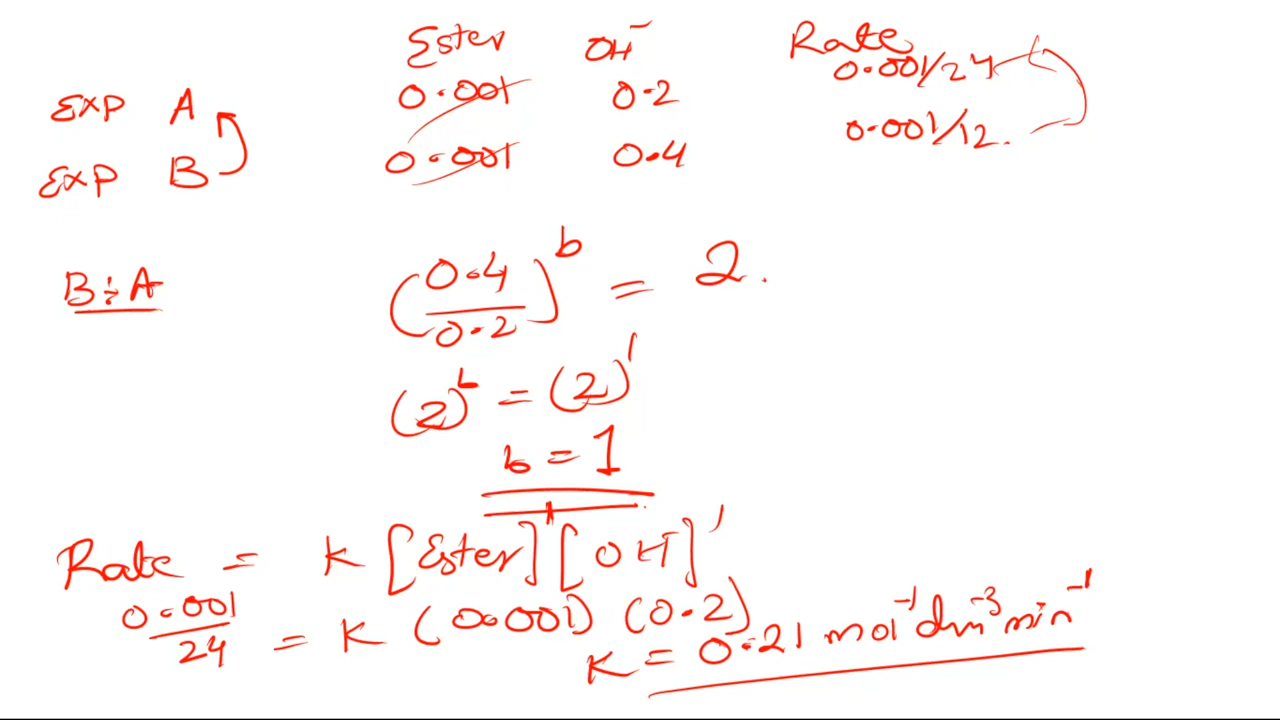 Ester OH⁻ Rate
Exp A 0.001 0.2 0.001/24
Exp B 0.001 0.4 0.001/12.
B÷A (0.4/0.2)^b = 2.
(2)^b = (2)^1
b = 1
Rate = K [Ester]^1 [OH⁻]^1
0.001/24 = K (0.001) (0.2)
K = 0.21 mol⁻¹ dm⁻³ min⁻¹